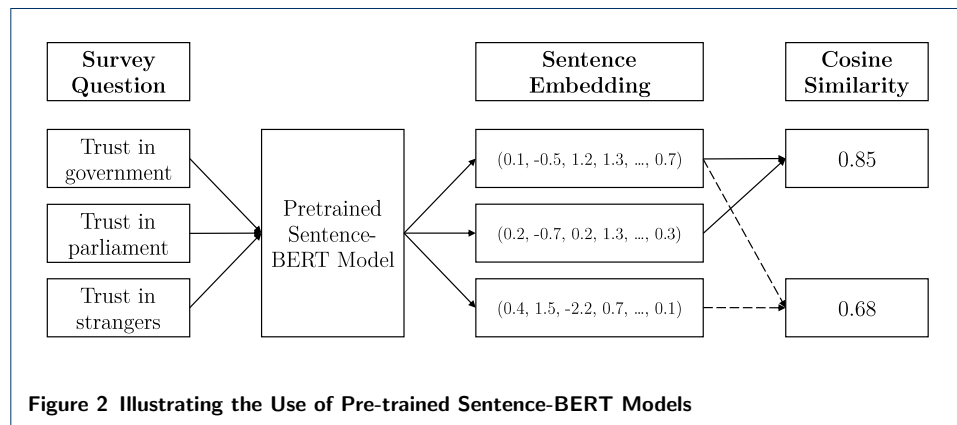 Survey
Question
Sentence
Embedding
Cosine
Similarity
Trust in
government
Trust in
parliament
Trust in
strangers
Pretrained
Sentence-
BERT Model
(0.1, -0.5, 1.2, 1.3, ..., 0.7)
(0.2, -0.7, 0.2, 1.3, ..., 0.3)
(0.4, 1.5, -2.2, 0.7, ..., 0.1)
0.85
0.68
Figure 2 Illustrating the Use of Pre-trained Sentence-BERT Models